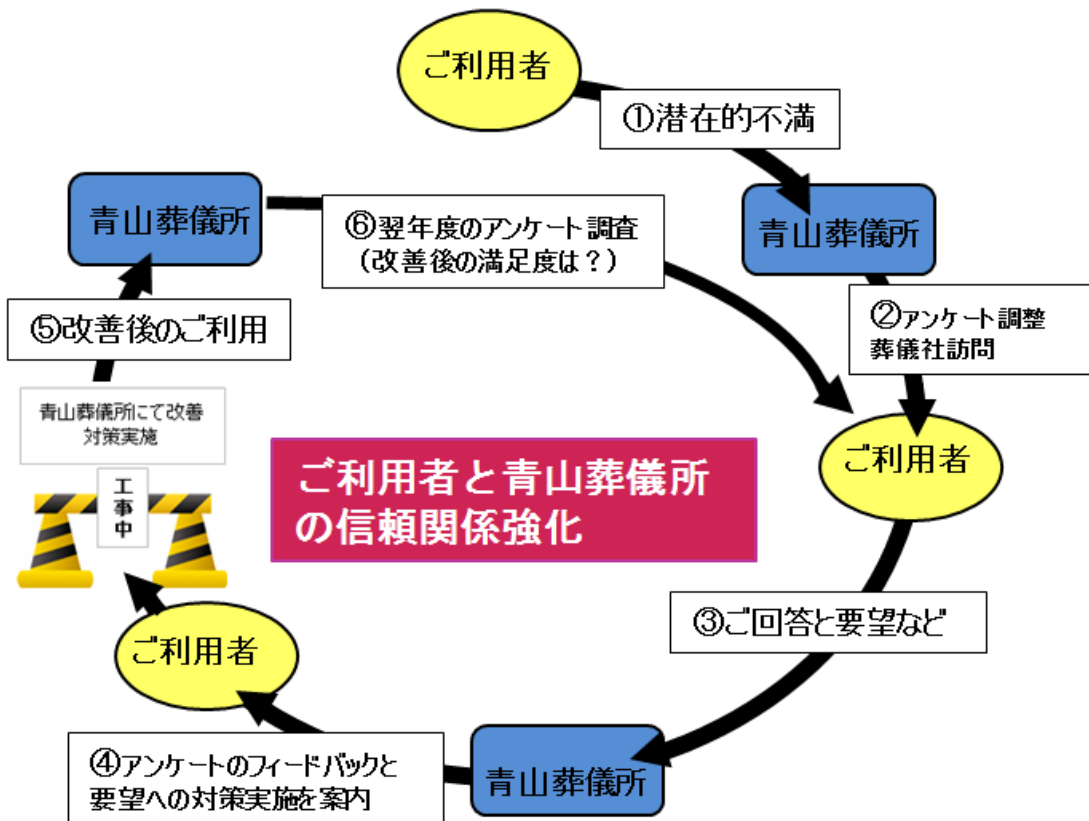 ご利用者
①潜在的不満
青山葬儀所
②アンケート調整
葬儀社訪問
ご利用者
③ご回答と要望など
青山葬儀所
④アンケートのフィードバックと
要望への対策実施を案内
ご利用者
工事中
青山葬儀所にて改善
対策実施
⑤改善後のご利用
青山葬儀所
⑥翌年度のアンケート調査
（改善後の満足度は？）
ご利用者と青山葬儀所
の信頼関係強化